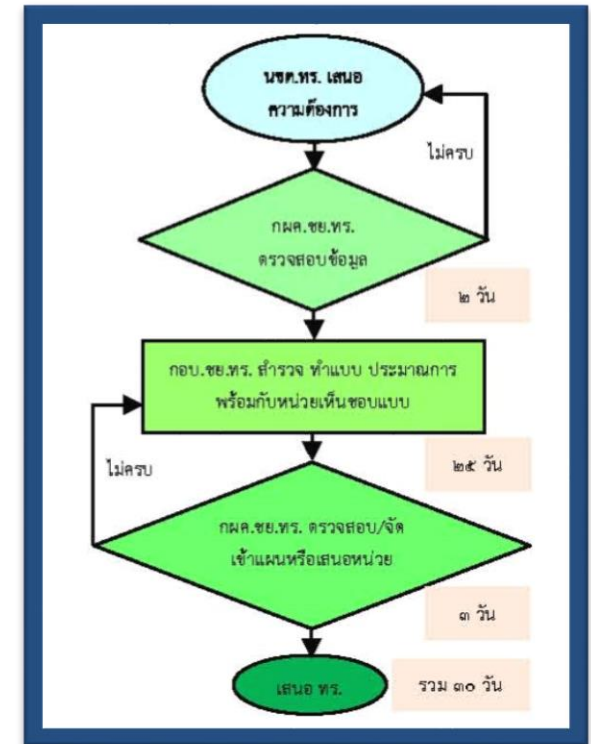 นขต.ทร. เสนอ
ความต้องการ
ไม่ครบ
กผค.ชย.ทร.
ตรวจสอบข้อมูล
๒ วัน
กอบ.ชย.ทร. สำรวจ ทำแบบ ประมาณการ
พร้อมกับหน่วยเห็นชอบแบบ
ไม่ครบ
๒๕ วัน
กผค.ชย.ทร. ตรวจสอบ/จัด
เข้าแผนหรือเสนอหน่วย
๓ วัน
เสนอ ทร.
รวม ๓๐ วัน